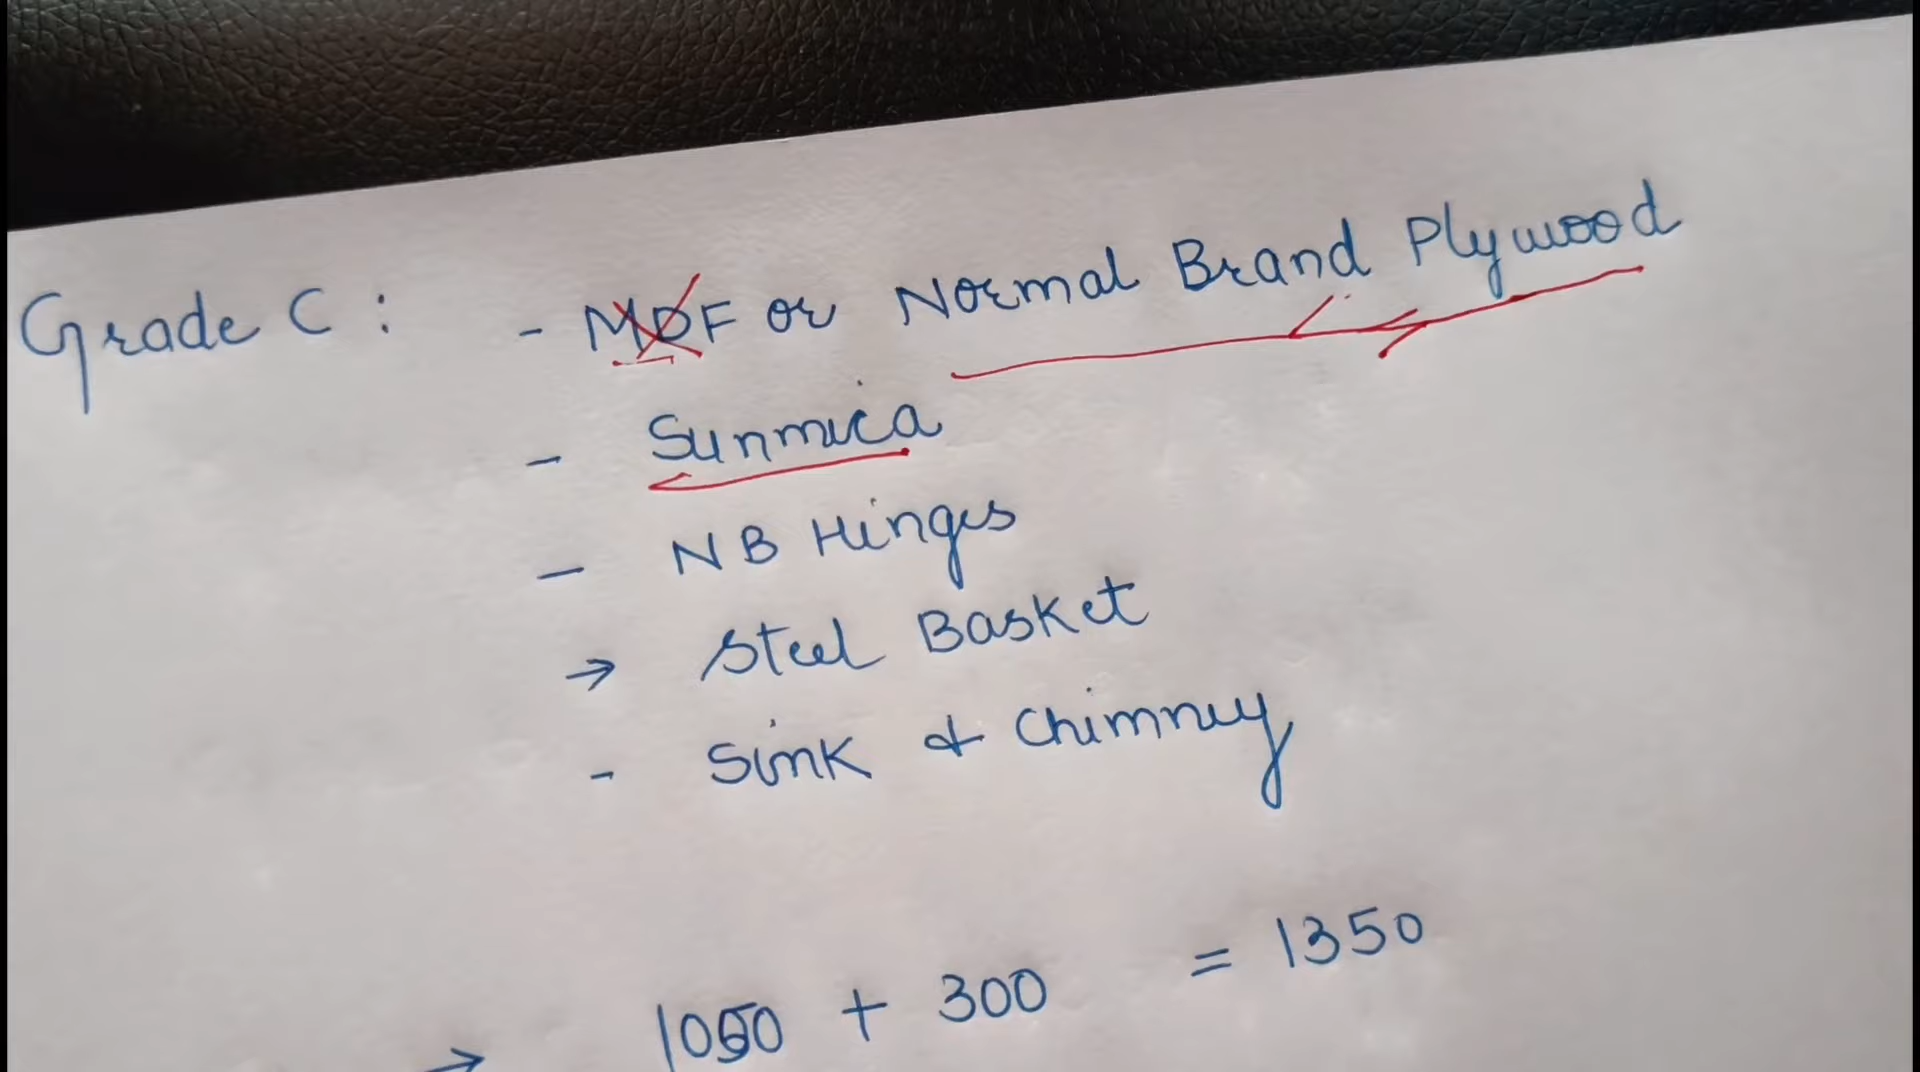 Grade C : - MDF or Normal Brand Plywood
- Sunmica
- NB Hinges
→ Steel Basket
- Sink & Chimney
→ 1050 + 300 = 1350